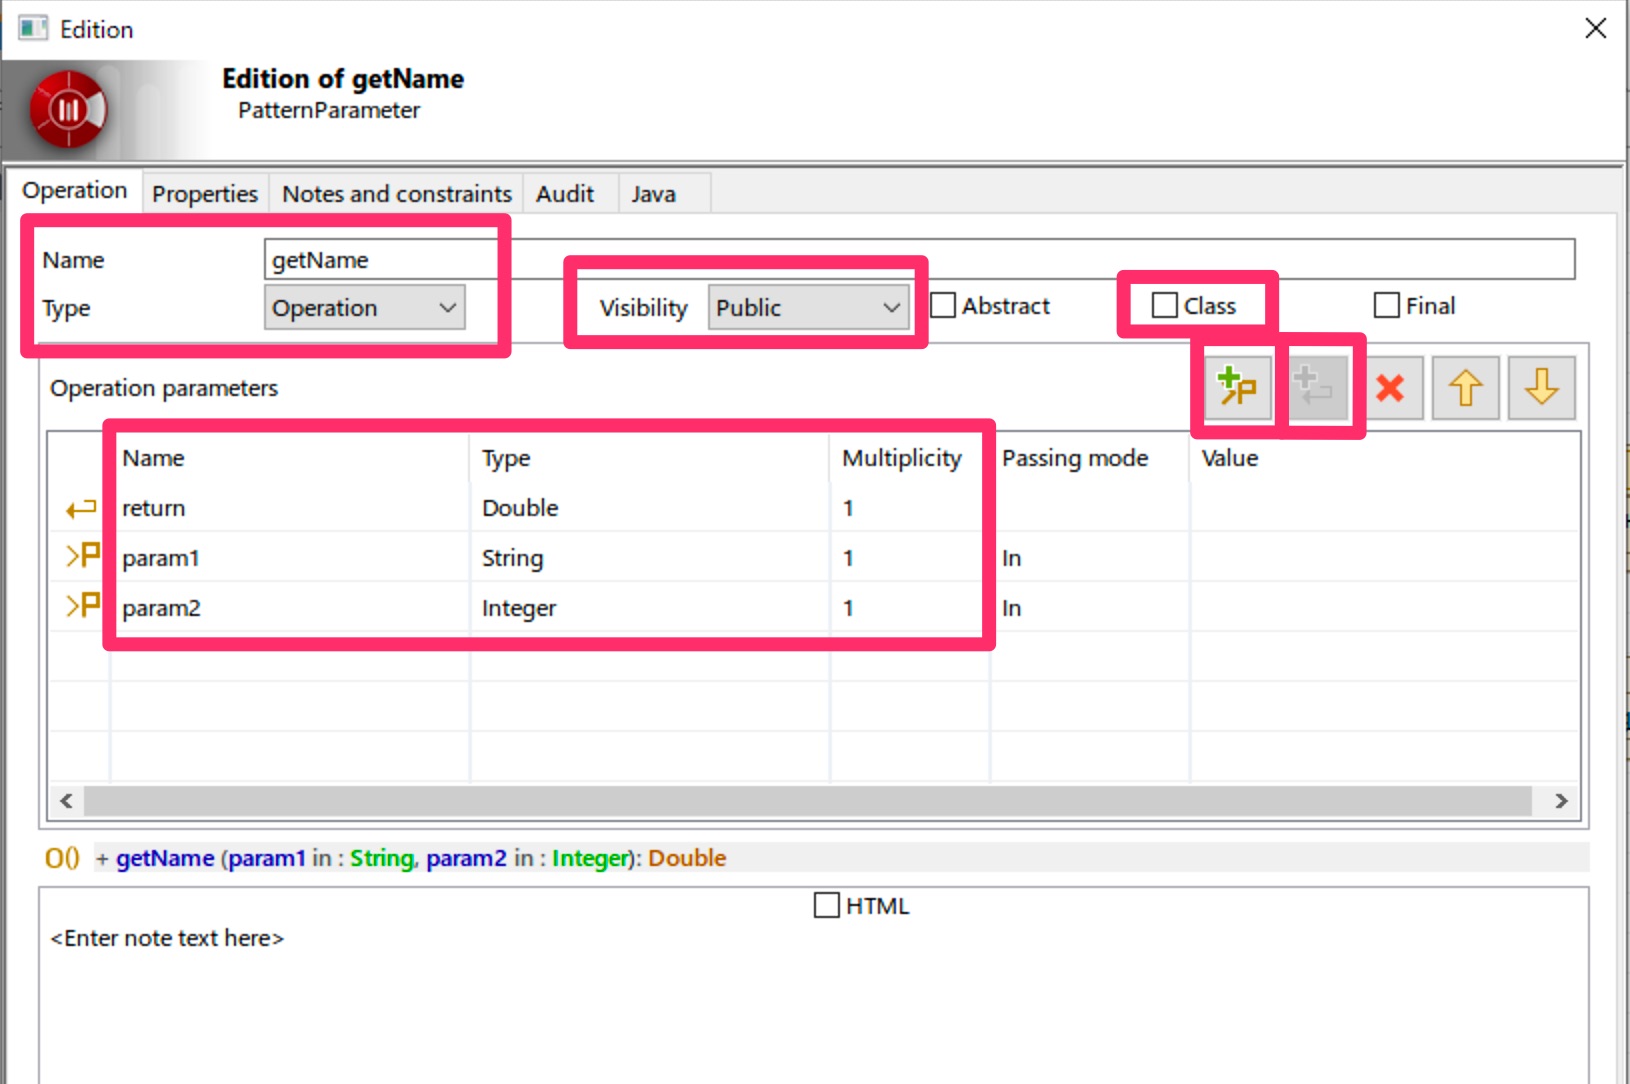 Edition
Edition of getName
PatternParameter
Operation Properties Notes and constraints Audit Java
Name getName
Type Operation Visibility Public Abstract Class Final
Operation parameters
Name Type Multiplicity Passing mode Value
return Double 1
>P param1 String 1 In
>P param2 Integer 1 In
O() + getName (param1 in : String, param2 in : Integer): Double
HTML
<Enter note text here>